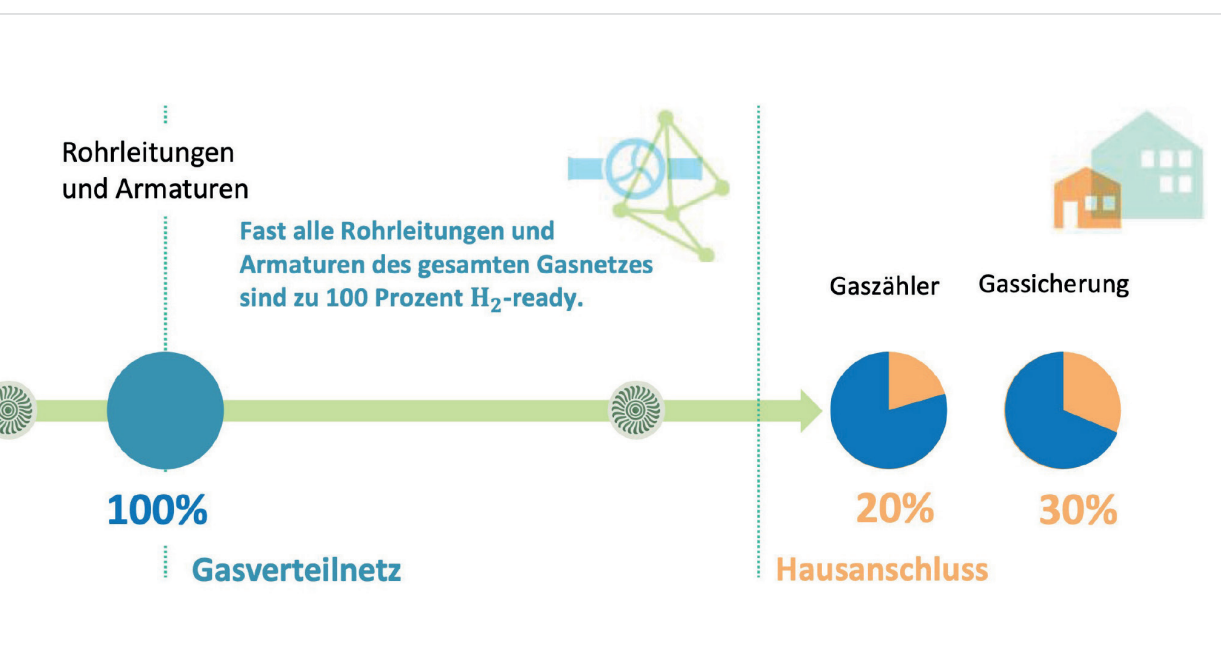 Rohrleitungen
und Armaturen
Fast alle Rohrleitungen und
Armaturen des gesamten Gasnetzes
sind zu 100 Prozent H₂-ready.
Gaszähler
Gassicherung
100%
20%
30%
Gasverteilnetz
Hausanschluss